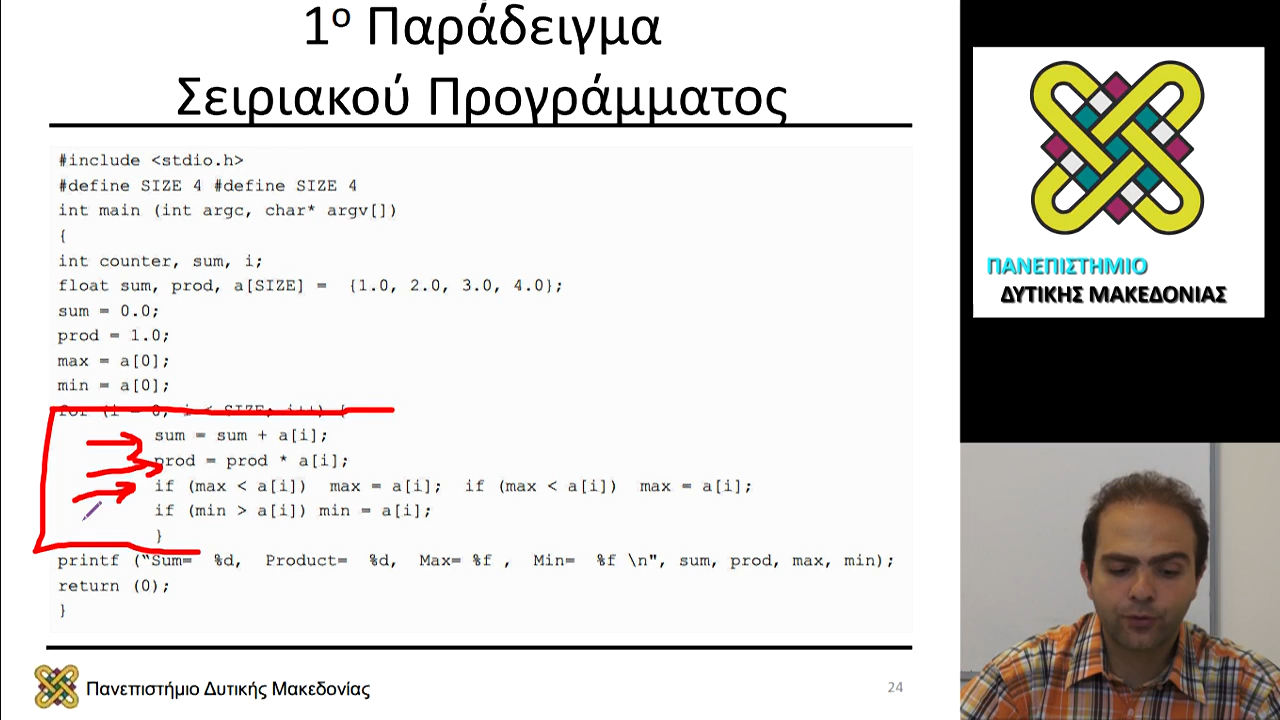 1ο Παράδειγμα
Σειριακού Προγράμματος
#include <stdio.h>
#define SIZE 4 #define SIZE 4
int main (int argc, char* argv[])
{
int counter, sum, i;
float sum, prod, a[SIZE] = {1.0, 2.0, 3.0, 4.0};
sum = 0.0;
prod = 1.0;
max = a[0];
min = a[0];
for (i = 0; i < SIZE; i++) {
sum = sum + a[i];
prod = prod * a[i];
if (max < a[i]) max = a[i]; if (max < a[i]) max = a[i];
if (min > a[i]) min = a[i];
}
printf (“Sum= %d, Product= %d, Max= %f , Min= %f \n", sum, prod, max, min);
return (0);
}
Πανεπιστήμιο Δυτικής Μακεδονίας
24
ΠΑΝΕΠΙΣΤΗΜΙΟ
ΔΥΤΙΚΗΣ ΜΑΚΕΔΟΝΙΑΣ